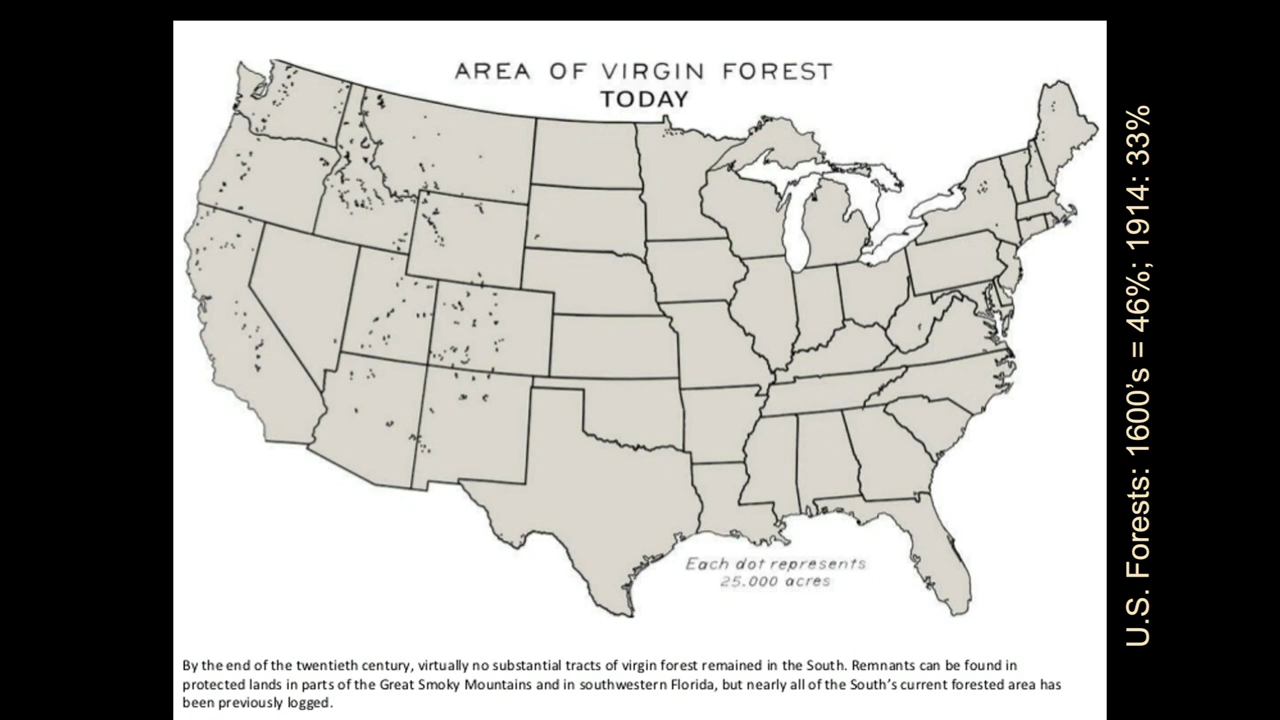 AREA OF VIRGIN FOREST
TODAY
Each dot represents
25.000 acres
By the end of the twentieth century, virtually no substantial tracts of virgin forest remained in the South. Remnants can be found in
protected lands in parts of the Great Smoky Mountains and in southwestern Florida, but nearly all of the South's current forested area has
been previously logged.
U.S. Forests: 1600's = 46%; 1914: 33%